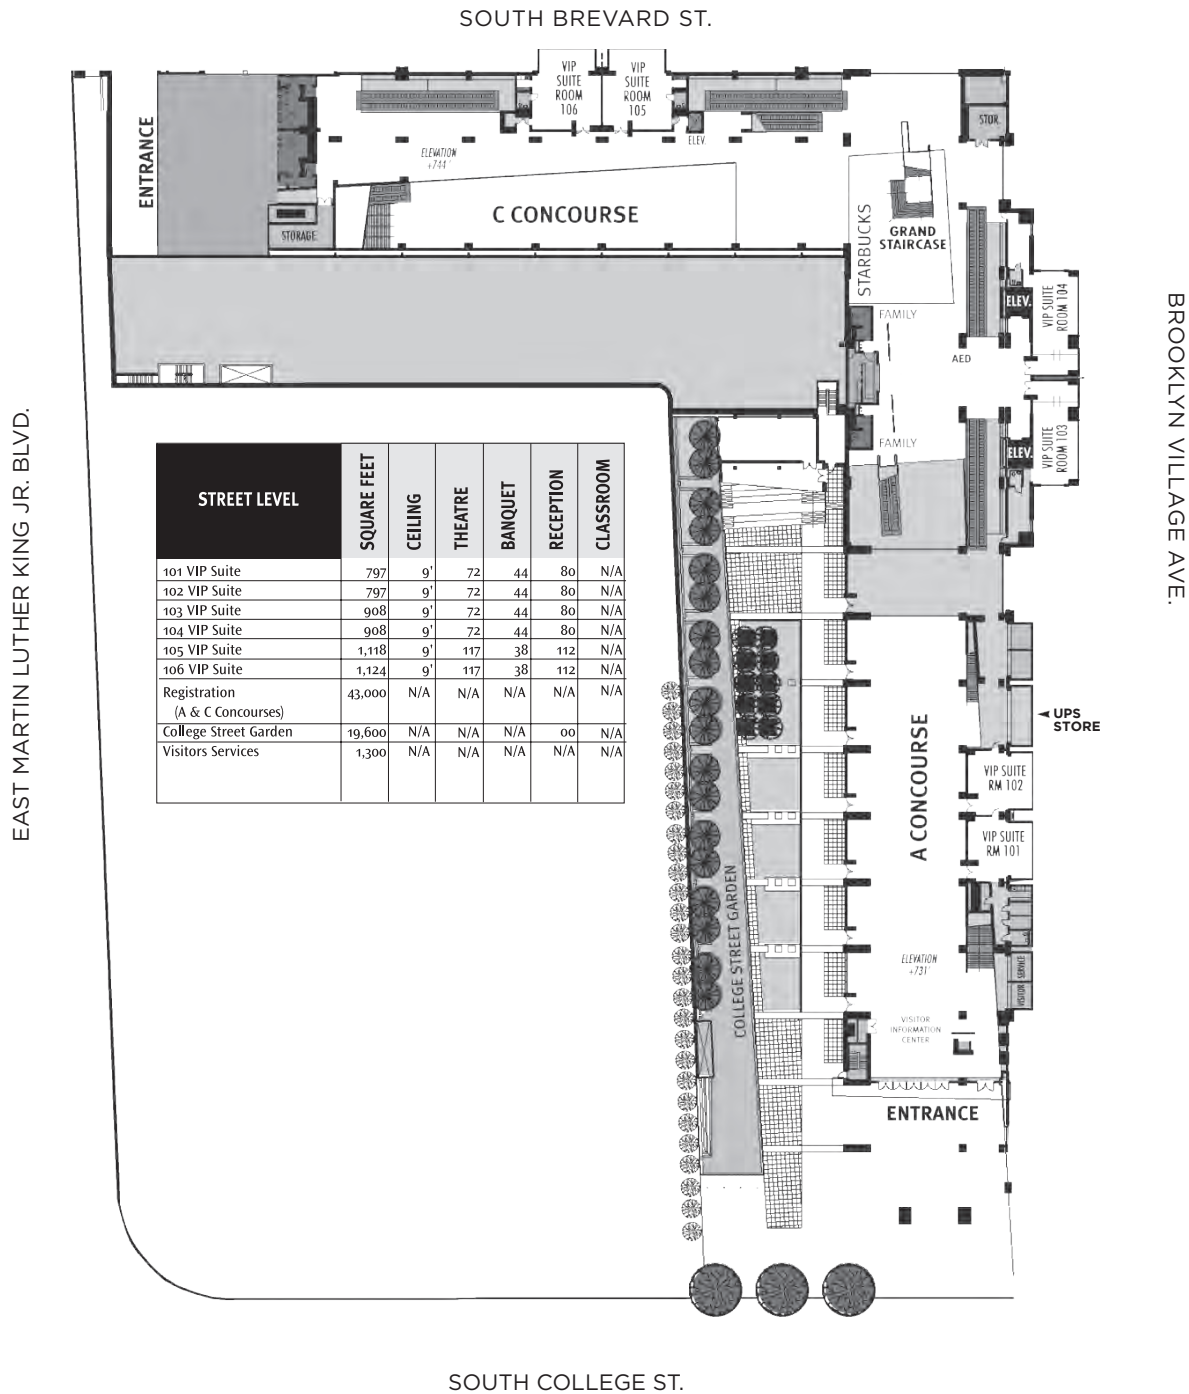 SOUTH BREVARD ST.
VIP
SUITE
ROOM
106
VIP
SUITE
ROOM
105
STOR.
ENTRANCE
ELEV.
ELEVATION
+744'
C CONCOURSE
STORAGE
STARBUCKS
GRAND
STAIRCASE
ELEV.
VIP SUITE
ROOM 104
FAMILY
AED
BROOKLYN VILLAGE AVE.
EAST MARTIN LUTHER KING JR. BLVD.
FAMILY
ELEV.
VIP SUITE
ROOM 103
STREET LEVEL SQUARE FEET CEILING THEATRE BANQUET RECEPTION CLASSROOM
101 VIP Suite 797 9' 72 44 80 N/A
102 VIP Suite 797 9' 72 44 80 N/A
103 VIP Suite 908 9' 72 44 80 N/A
104 VIP Suite 908 9' 72 44 80 N/A
105 VIP Suite 1,118 9' 117 38 112 N/A
106 VIP Suite 1,124 9' 117 38 112 N/A
Registration 43,000 N/A N/A N/A N/A N/A
(A & C Concourses)
College Street Garden 19,600 N/A N/A N/A 00 N/A
Visitors Services 1,300 N/A N/A N/A N/A N/A
UPS
STORE
A CONCOURSE
VIP SUITE
RM 102
VIP SUITE
RM 101
COLLEGE STREET GARDEN
ELEVATION
+731'
VISITOR SERVICE
VISITOR
INFORMATION
CENTER
ENTRANCE
SOUTH COLLEGE ST.